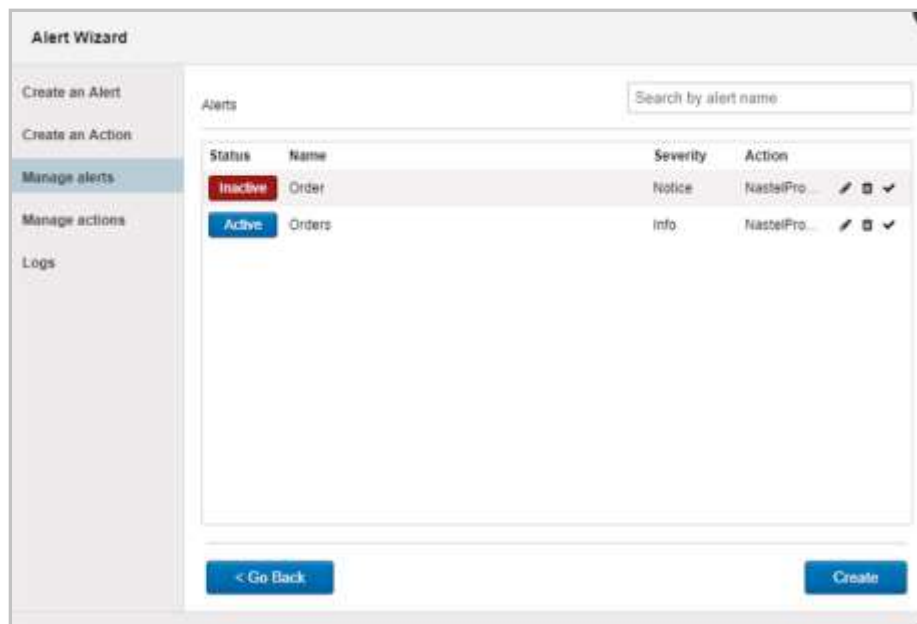 Alert Wizard
Create an Alert
Create an Action
Manage alerts
Manage actions
Logs
Alerts
Search by alert name
Status Name Severity Action
Inactive Order Notice NastelPro...
Active Orders Info NastelPro...
< Go Back
Create